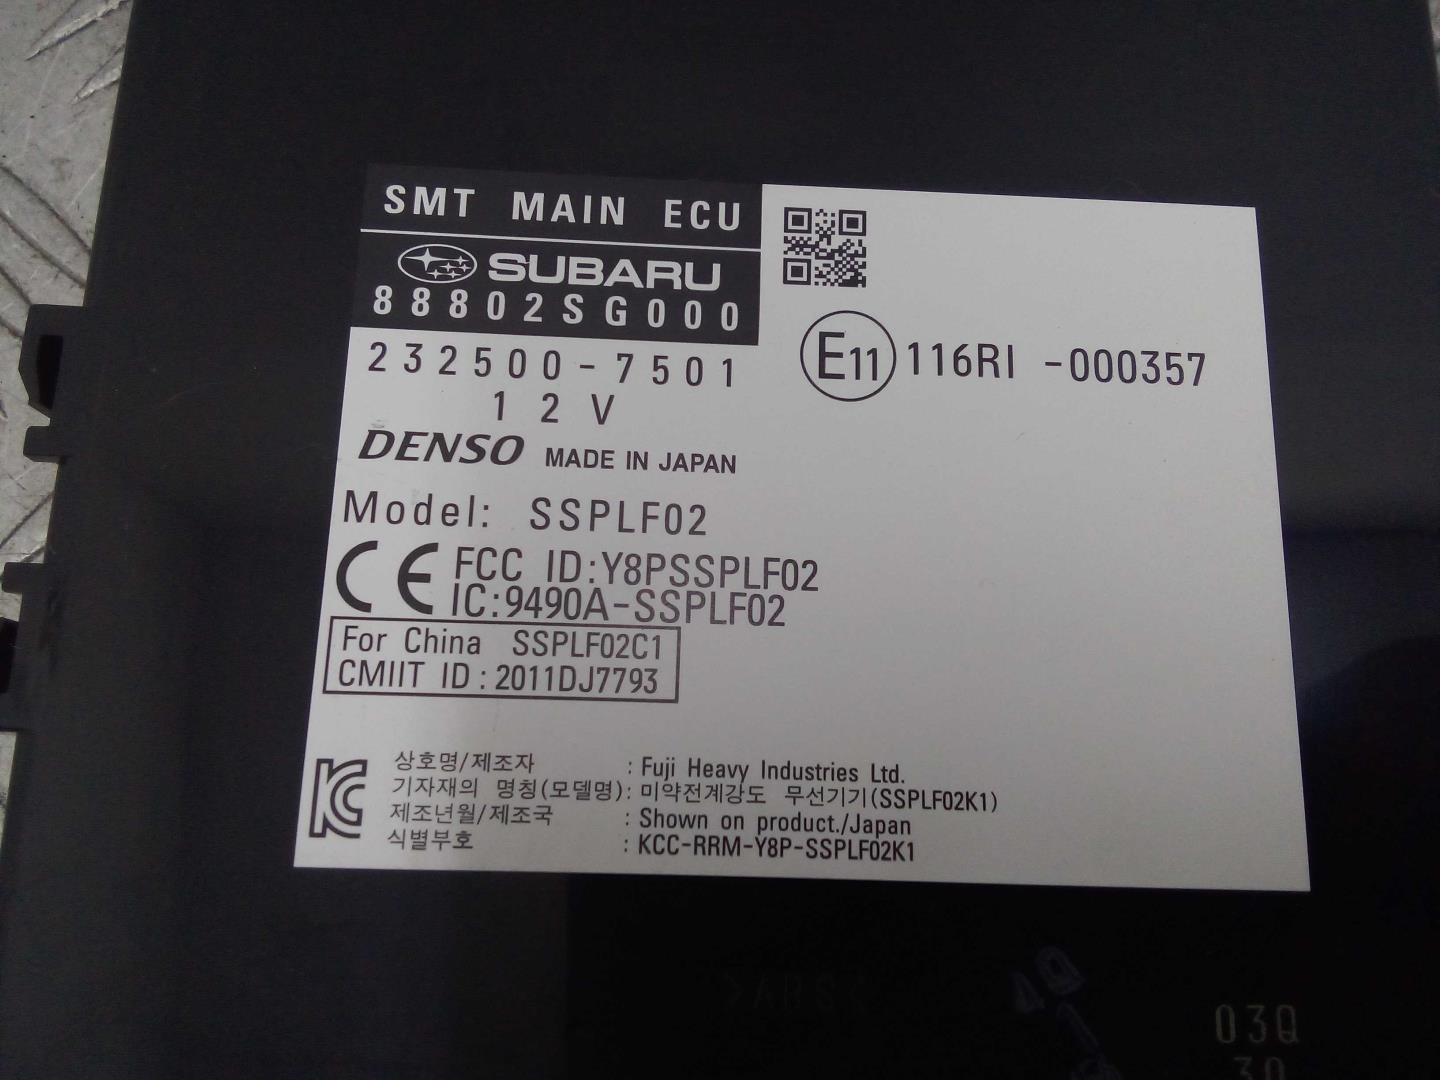 SMT MAIN ECU
SUBARU
88802SG000
232500-7501
12V
DENSO MADE IN JAPAN
E11 116RI -000357
Model: SSPLF02
CE FCC ID:Y8PSSPLF02
IC:9490A-SSPLF02
For China SSPLF02C1
CMIIT ID:2011DJ7793
상호명/제조자 : Fuji Heavy Industries Ltd.
기자재의 명칭(모델명): 미약전계강도 무선기기(SSPLF02K1)
제조년월/제조국 : Shown on product./Japan
식별부호 : KCC-RRM-Y8P-SSPLF02K1
>ABS<
03Q
30